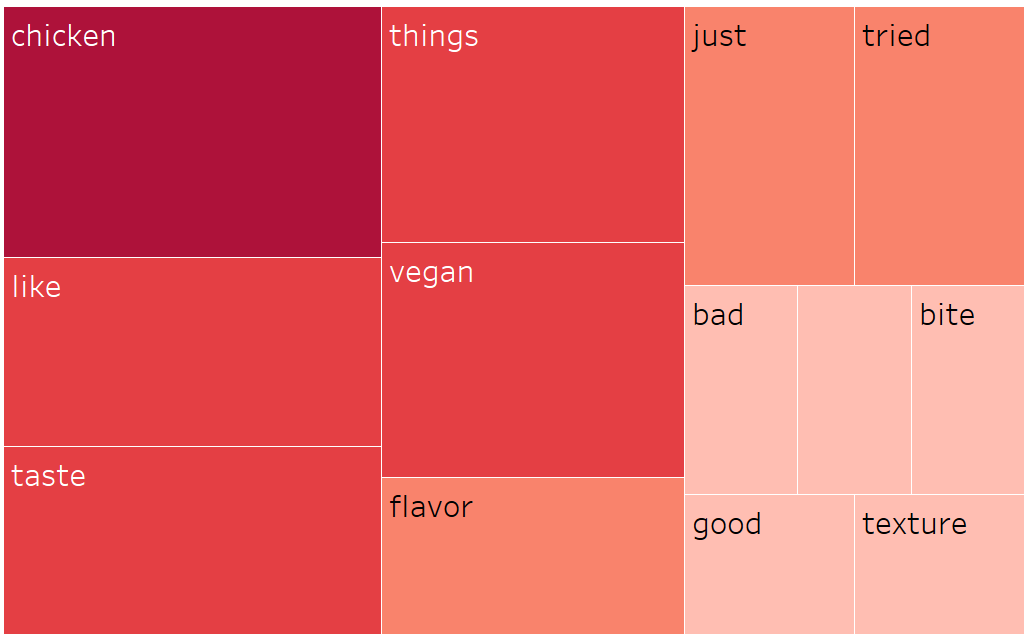 chicken
like
taste
things
vegan
flavor
just
tried
bad
bite
good
texture